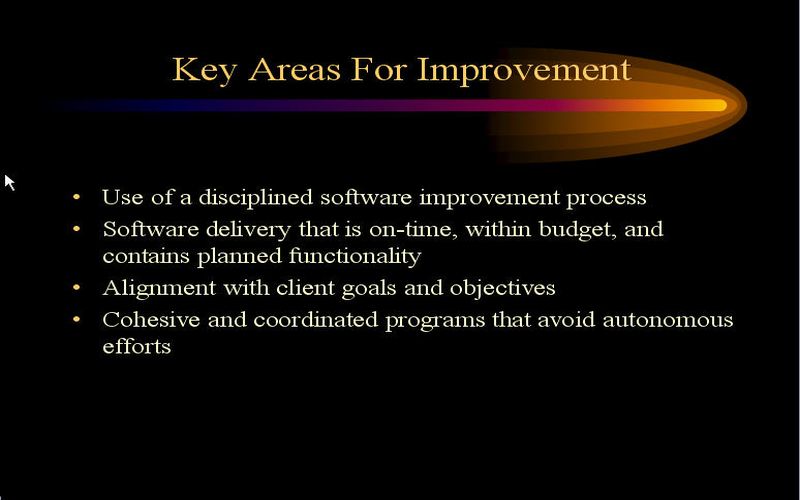 Key Areas For Improvement
• Use of a disciplined software improvement process
• Software delivery that is on-time, within budget, and
contains planned functionality
• Alignment with client goals and objectives
• Cohesive and coordinated programs that avoid autonomous
efforts